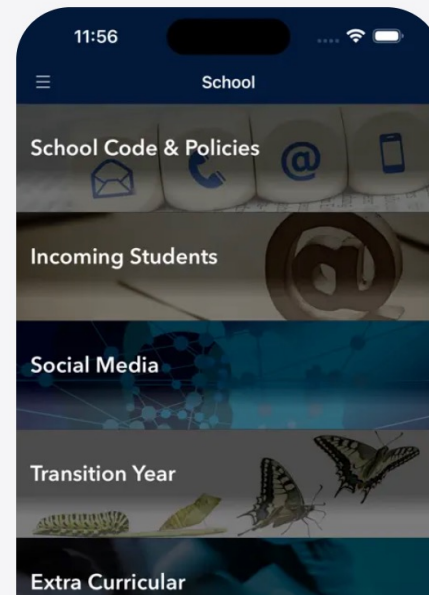 11:56
School
School Code & Policies
@
Incoming Students
@
Social Media
Transition Year
Extra Curricular